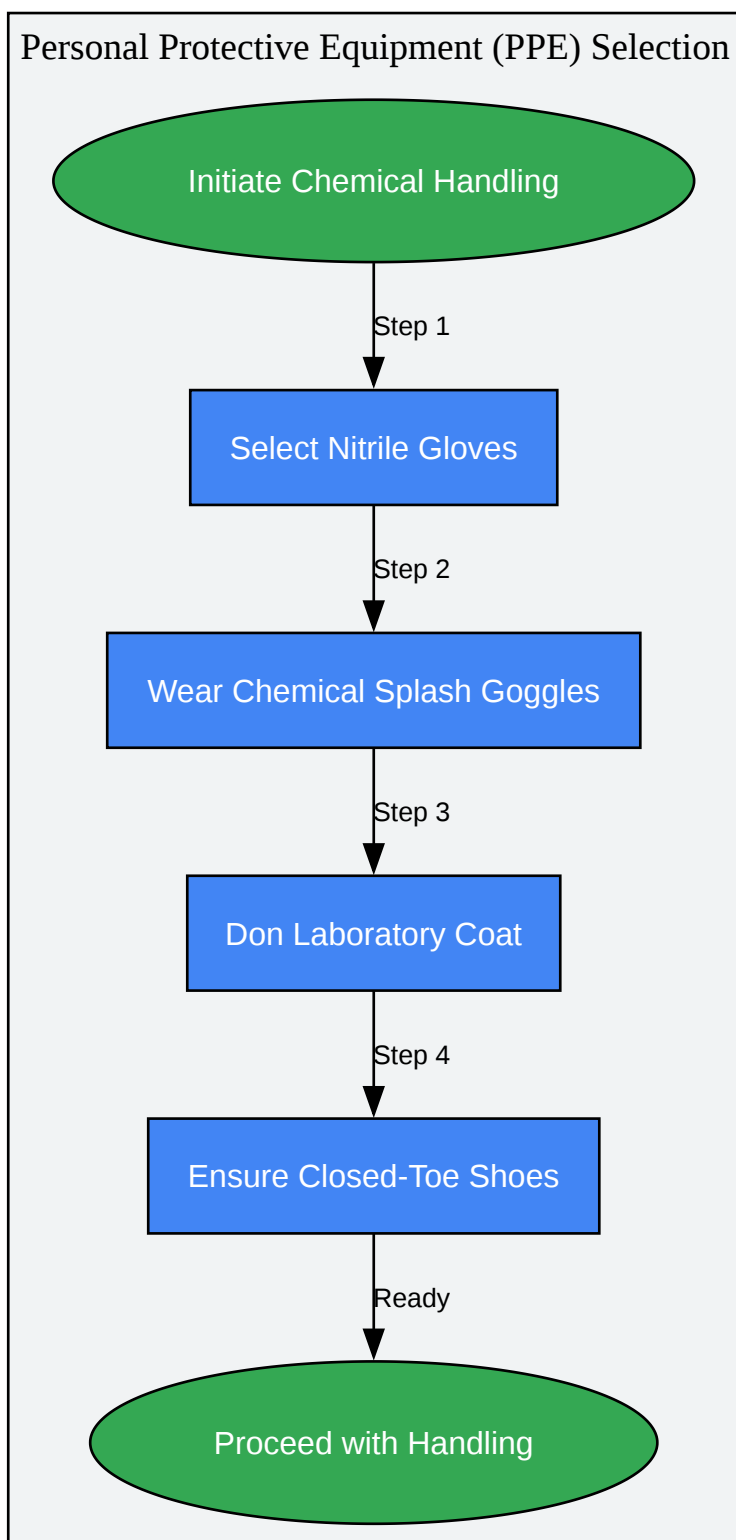 Personal Protective Equipment (PPE) Selection
Initiate Chemical Handling
Step 1
Select Nitrile Gloves
Step 2
Wear Chemical Splash Goggles
Step 3
Don Laboratory Coat
Step 4
Ensure Closed-Toe Shoes
Ready
Proceed with Handling